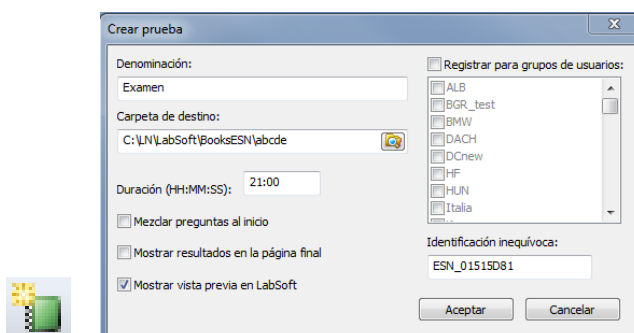 Crear prueba
Denominación:
Examen
Carpeta de destino:
C:\LN\LabSoft\BooksESN\abcde
Duración (HH:MM:SS):
21:00
Mezclar preguntas al inicio
Mostrar resultados en la página final
Mostrar vista previa en LabSoft
Registrar para grupos de usuarios:
ALB
BGR_test
BMW
DACH
DCnew
HF
HUN
Italia
Identificación inequívoca:
ESN_01515D81
Aceptar
Cancelar